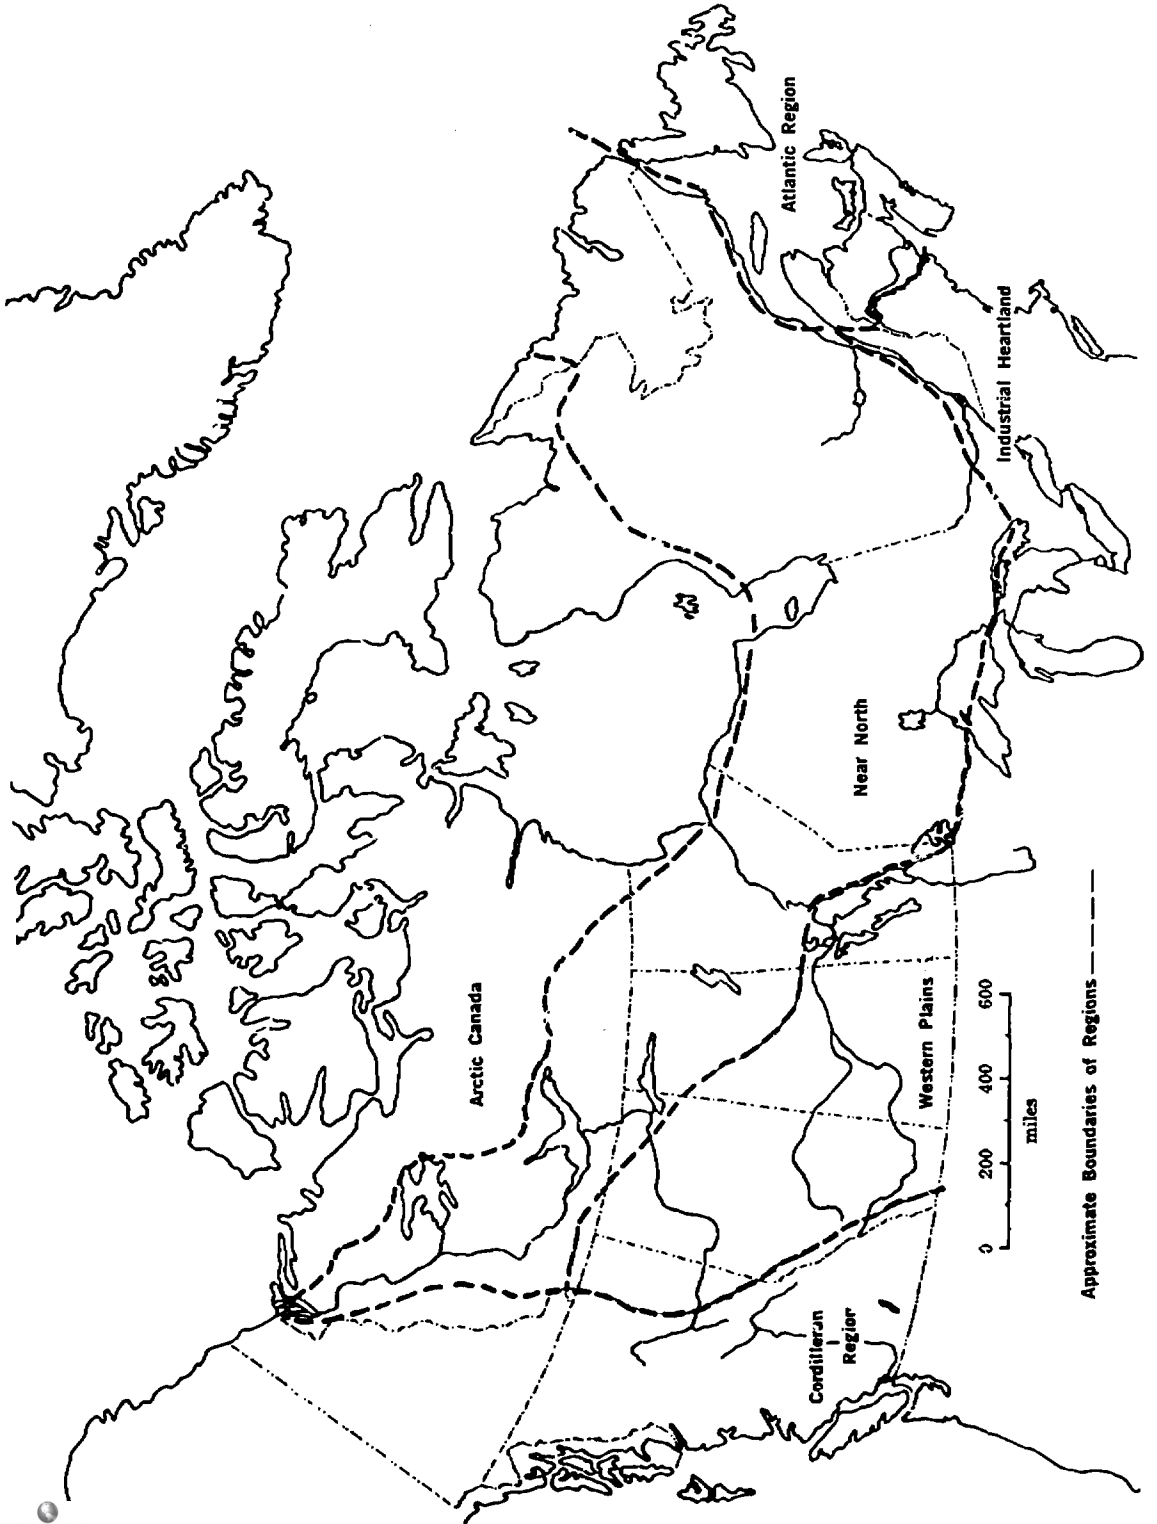 Arctic Canada
Atlantic Region
Near North
Industrial Heartland
Western Plains
Cordilleran
Region
0 200 400 600
miles
Approximate Boundaries of Regions